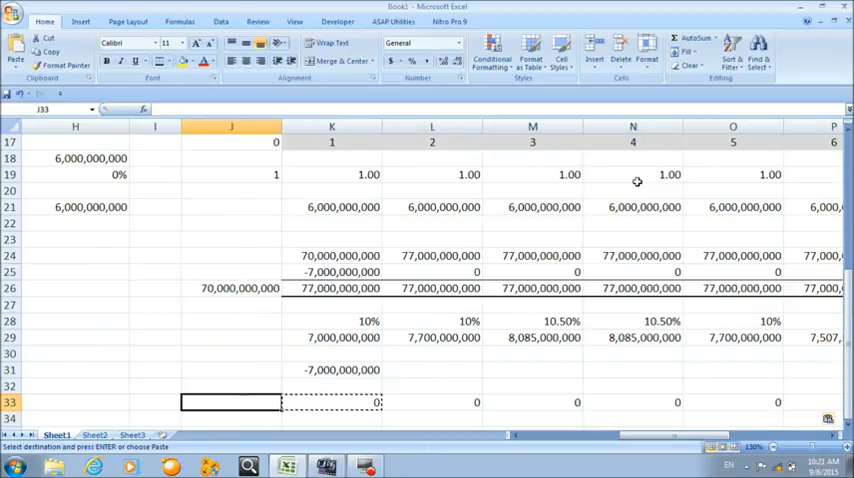 Book1 - Microsoft Excel
Home Insert Page Layout Formulas Data Review View Developer ASAP Utilities Nitro Pro 9
Paste Cut Calibri 11 A A Wrap Text General Conditional Formatting Format as Table Cell Styles Insert Delete Format AutoSum Sort & Filter Find & Select
Copy Fill
Format Painter B I U A Merge & Center $ % , Clear
Clipboard Font Alignment Number Styles Cells Editing
J33 fx
H I J K L M N O P
17 0 1 2 3 4 5 6
18 6,000,000,000
19 0% 1 1.00 1.00 1.00 1.00 1.00
20
21 6,000,000,000 6,000,000,000 6,000,000,000 6,000,000,000 6,000,000,000 6,000,000,000 6,000,0
22
23
24 70,000,000,000 77,000,000,000 77,000,000,000 77,000,000,000 77,000,000,000 77,000,0
25 -7,000,000,000 0 0 0 0
26 70,000,000,000 77,000,000,000 77,000,000,000 77,000,000,000 77,000,000,000 77,000,000,000 77,000,0
27
28 10% 10% 10.50% 10.50% 10%
29 7,000,000,000 7,700,000,000 8,085,000,000 8,085,000,000 7,700,000,000 7,507,
30
31 -7,000,000,000
32
33 0 0 0 0 0
34
Sheet1 Sheet2 Sheet3
Select destination and press ENTER or choose Paste 130%
EN 10:21 AM
9/8/2015